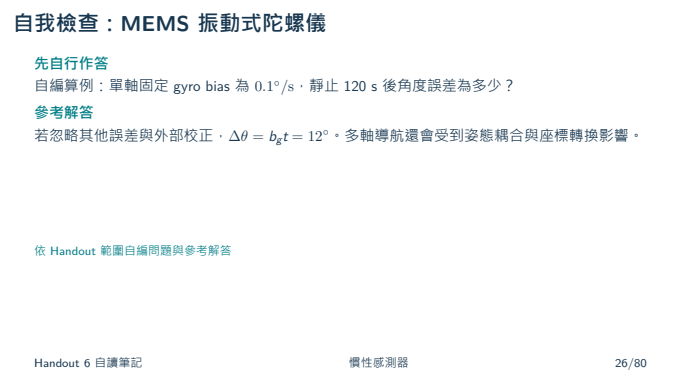 自我檢查：MEMS 振動式陀螺儀
先自行作答
自編算例：單軸固定 gyro bias 為 0.1°/s，靜止 120 s 後角度誤差為多少？
參考解答
若忽略其他誤差與外部校正，Δθ = b_g t = 12°。多軸導航還會受到姿態耦合與座標轉換影響。
依 Handout 範圍自編問題與參考解答
Handout 6 自讀筆記
慣性感測器
26/80